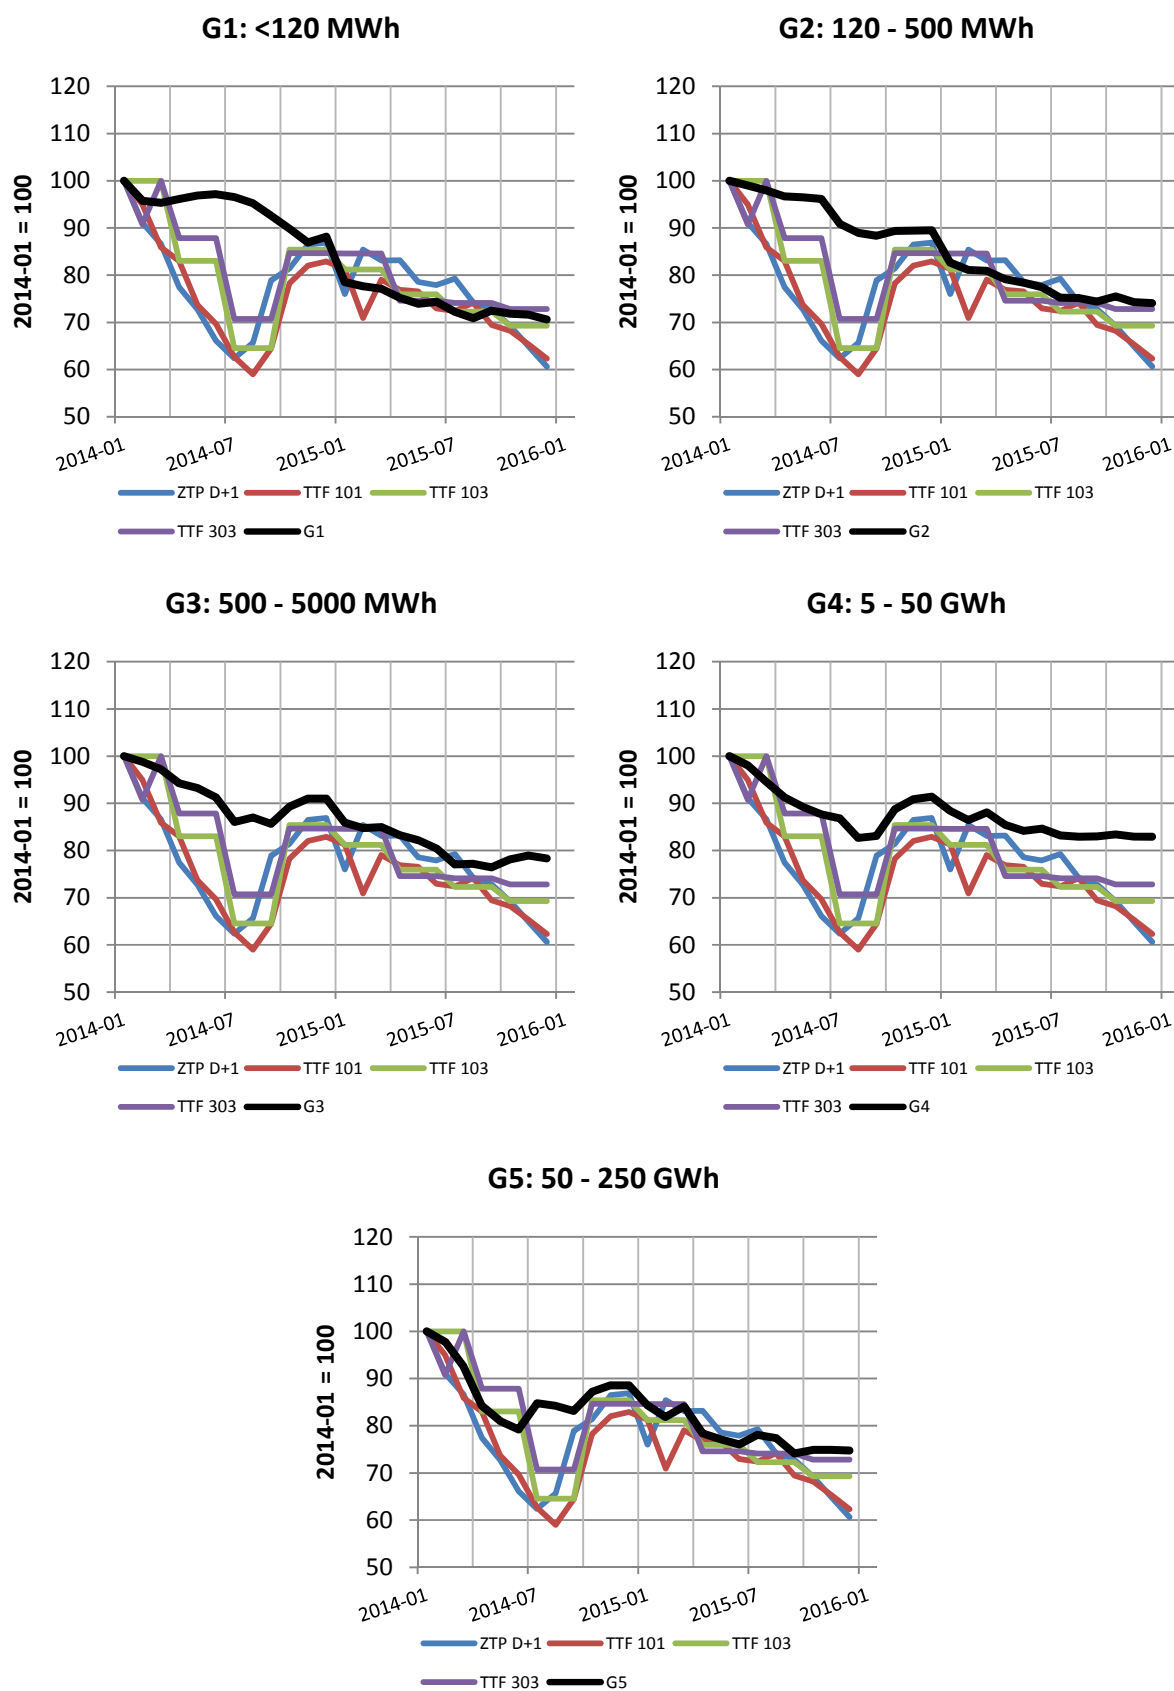 G1: <120 MWh
120
110
100
90
80
70
60
50
2014-01 = 100
2014-01
2014-07
2015-01
2015-07
2016-01
ZTP D+1
TTF 101
TTF 103
TTF 303
G1
G2: 120 - 500 MWh
120
110
100
90
80
70
60
50
2014-01 = 100
2014-01
2014-07
2015-01
2015-07
2016-01
ZTP D+1
TTF 101
TTF 103
TTF 303
G2
G3: 500 - 5000 MWh
120
110
100
90
80
70
60
50
2014-01 = 100
2014-01
2014-07
2015-01
2015-07
2016-01
ZTP D+1
TTF 101
TTF 103
TTF 303
G3
G4: 5 - 50 GWh
120
110
100
90
80
70
60
50
2014-01 = 100
2014-01
2014-07
2015-01
2015-07
2016-01
ZTP D+1
TTF 101
TTF 103
TTF 303
G4
G5: 50 - 250 GWh
120
110
100
90
80
70
60
50
2014-01 = 100
2014-01
2014-07
2015-01
2015-07
2016-01
ZTP D+1
TTF 101
TTF 103
TTF 303
G5